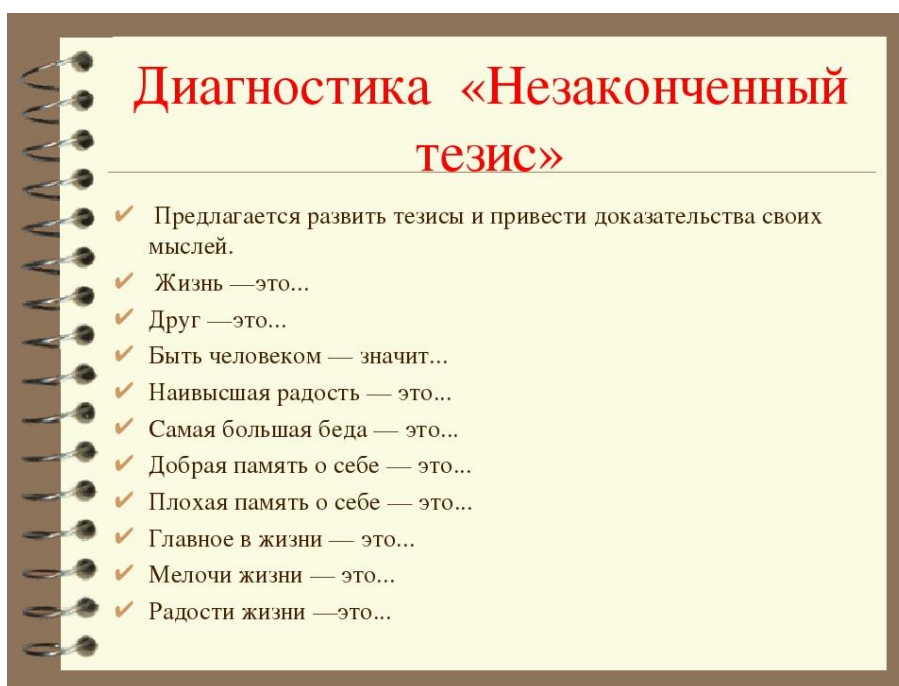 Диагностика «Незаконченный
тезис»
Предлагается развить тезисы и привести доказательства своих
мыслей.
Жизнь —это...
Друг —это...
Быть человеком — значит...
Наивысшая радость — это...
Самая большая беда — это...
Добрая память о себе — это...
Плохая память о себе — это...
Главное в жизни — это...
Мелочи жизни — это...
Радости жизни —это...